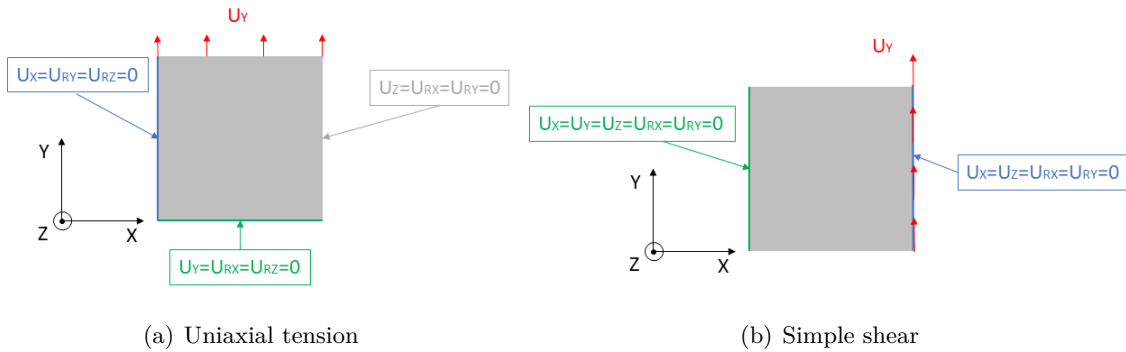 UY
UX=URY=URZ=0
UZ=URX=URY=0
Y
Z
X
UY=URX=URZ=0
(a) Uniaxial tension
UY
UX=UY=UZ=URX=URY=0
UX=UZ=URX=URY=0
Y
Z
X
(b) Simple shear